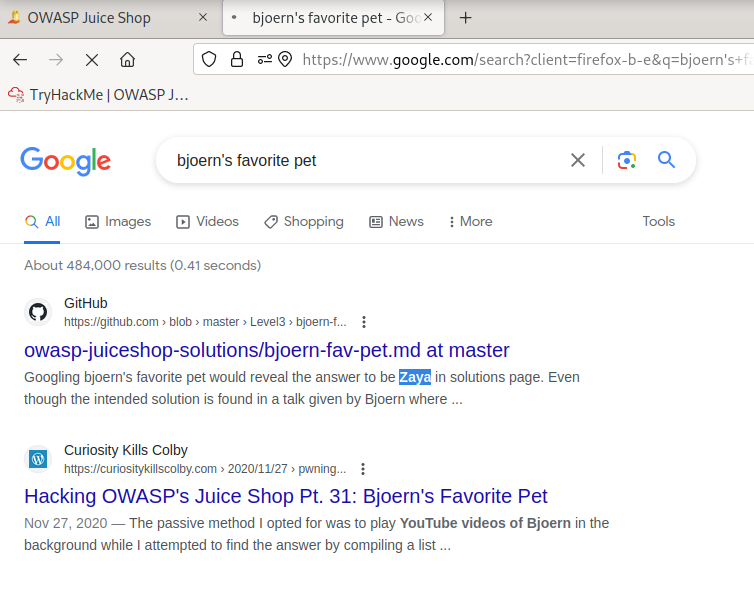 OWASP Juice Shop
bjoern's favorite pet - Goo
https://www.google.com/search?client=firefox-b-e&q=bjoern's+fa
TryHackMe | OWASP J…
Google
bjoern's favorite pet
All Images Videos Shopping News More Tools
About 484,000 results (0.41 seconds)
GitHub
https://github.com › blob › master › Level3 › bjoern-f...
owasp-juiceshop-solutions/bjoern-fav-pet.md at master
Googling bjoern's favorite pet would reveal the answer to be Zaya in solutions page. Even
though the intended solution is found in a talk given by Bjoern where ...
Curiosity Kills Colby
https://curiositykillscolby.com › 2020/11/27 › pwning...
Hacking OWASP's Juice Shop Pt. 31: Bjoern's Favorite Pet
Nov 27, 2020 — The passive method I opted for was to play YouTube videos of Bjoern in the
background while I attempted to find the answer by compiling a list ...